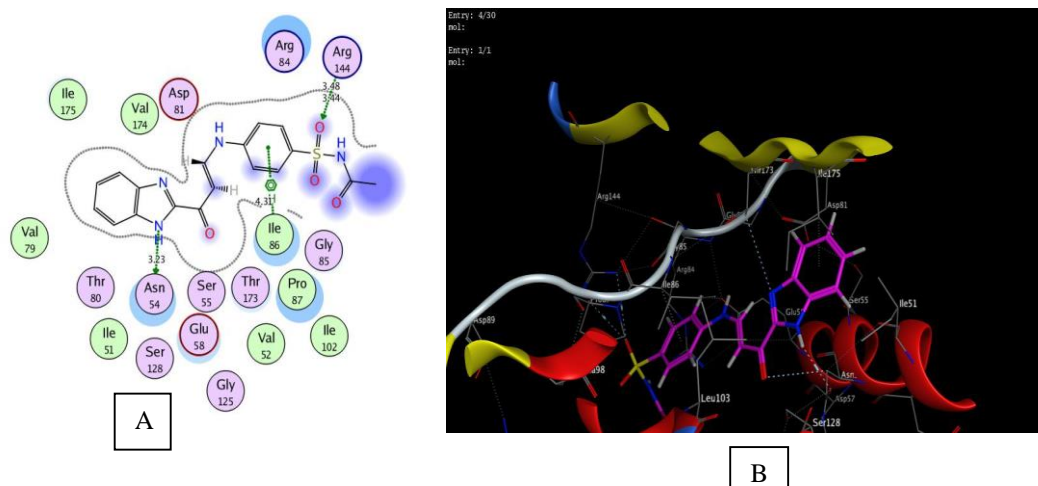 Arg
84
Arg
144
3.48
3.44
Ile
175
Val
174
Asp
81
H
N
O
S
NH
O
O
H
N
H
N
H
O
4.31
Ile
86
Gly
85
Val
79
3.23
Thr
80
Asn
54
Ser
55
Thr
173
Pro
87
Ile
51
Ser
128
Glu
58
Val
52
Ile
102
Gly
125
A
Entry: 4/30
mol:
Entry: 1/1
mol:
Arg144
Ile175
Asp81
Arg84
Ile86
Ser55
Ile51
Asp89
Leu103
Asp57
Ser128
B